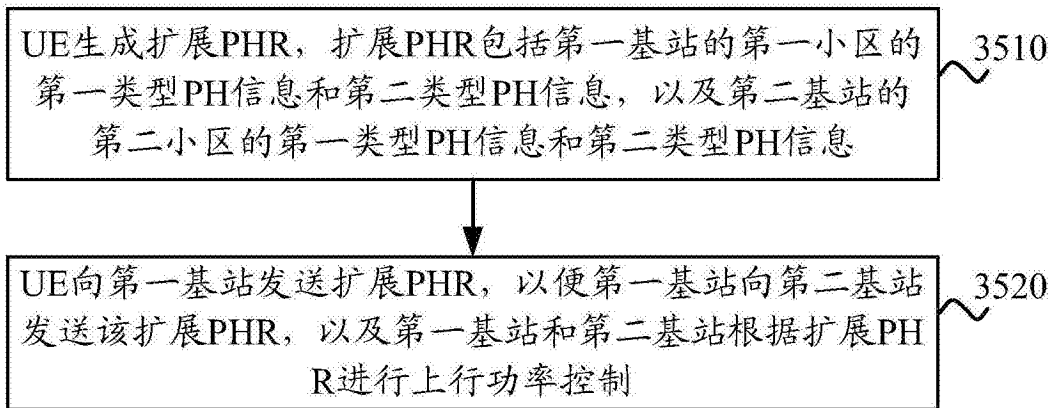 UE生成扩展PHR，扩展PHR包括第一基站的第一小区的
第一类型PH信息和第二类型PH信息，以及第二基站的
第二小区的第一类型PH信息和第二类型PH信息
3510
UE向第一基站发送扩展PHR，以便第一基站向第二基站
发送该扩展PHR，以及第一基站和第二基站根据扩展PH
R进行上行功率控制
3520